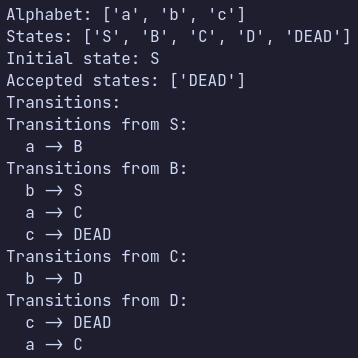 Alphabet: ['a', 'b', 'c']
States: ['S', 'B', 'C', 'D', 'DEAD']
Initial state: S
Accepted states: ['DEAD']
Transitions:
Transitions from S:
  a -> B
Transitions from B:
  b -> S
  a -> C
  c -> DEAD
Transitions from C:
  b -> D
Transitions from D:
  c -> DEAD
  a -> C